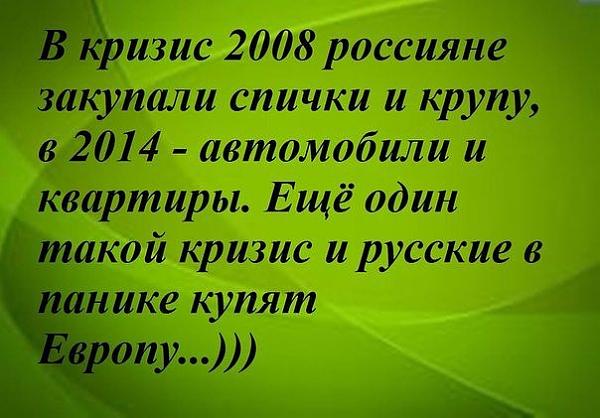 В кризис 2008 россияне
закупали спички и крупу,
в 2014 - автомобили и
квартиры. Ещё один
такой кризис и русские в
панике купят
Европу...)))